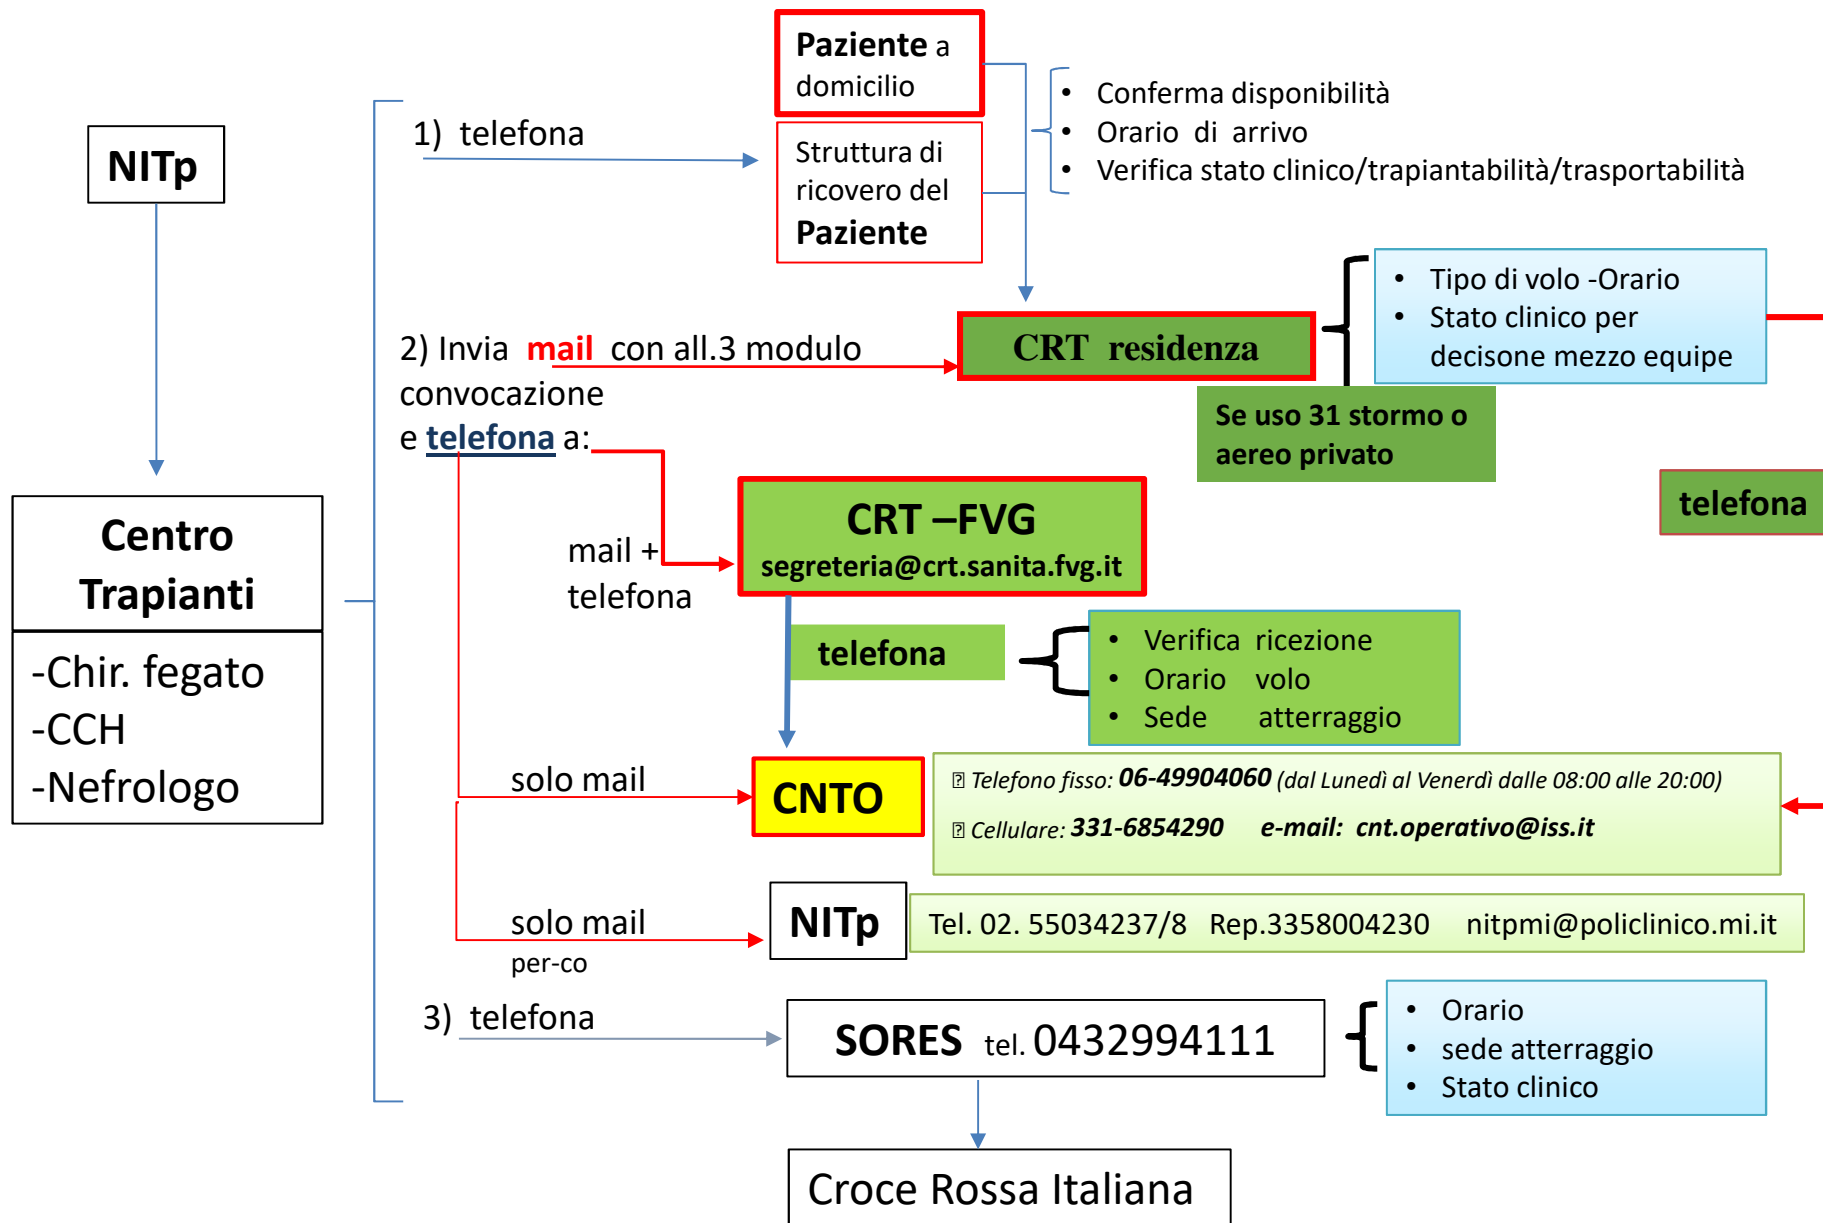 NITp
Centro
Trapianti
-Chir. fegato
-CCH
-Nefrologo
1) telefona
Paziente a
domicilio
Struttura di
ricovero del
Paziente
• Conferma disponibilità
• Orario di arrivo
• Verifica stato clinico/trapiantabilità/trasportabilità
2) Invia mail con all.3 modulo
convocazione
e telefona a:
CRT residenza
• Tipo di volo -Orario
• Stato clinico per
decisone mezzo equipe
Se uso 31 stormo o
aereo privato
telefona
mail +
telefona
CRT –FVG
segreteria@crt.sanita.fvg.it
telefona
• Verifica ricezione
• Orario volo
• Sede atterraggio
solo mail
CNTO
Telefono fisso: 06-49904060 (dal Lunedì al Venerdì dalle 08:00 alle 20:00)
Cellulare: 331-6854290 e-mail: cnt.operativo@iss.it
solo mail
per-co
NITp
Tel. 02. 55034237/8 Rep.3358004230 nitpmi@policlinico.mi.it
3) telefona
SORES tel. 0432994111
• Orario
• sede atterraggio
• Stato clinico
Croce Rossa Italiana